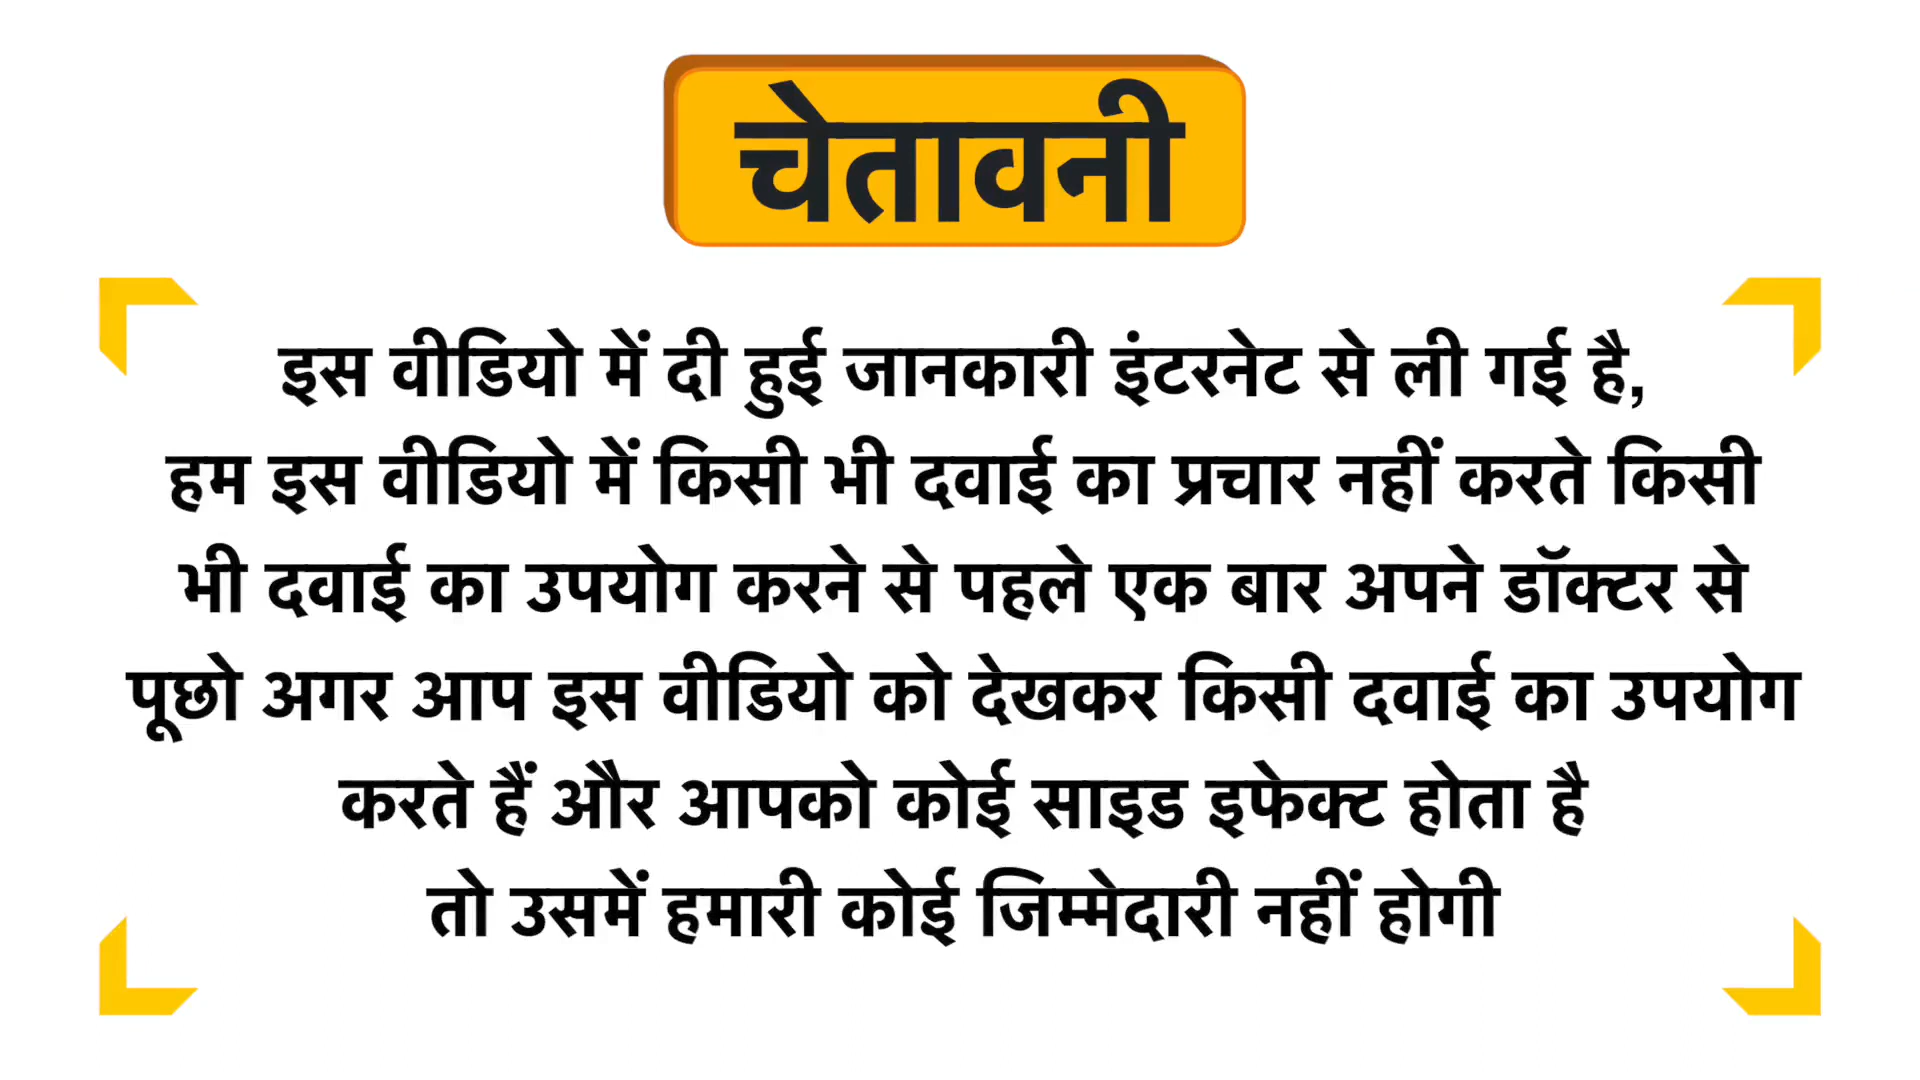 चेतावनी
इस वीडियो में दी हुई जानकारी इंटरनेट से ली गई है,
हम इस वीडियो में किसी भी दवाई का प्रचार नहीं करते किसी
भी दवाई का उपयोग करने से पहले एक बार अपने डॉक्टर से
पूछो अगर आप इस वीडियो को देखकर किसी दवाई का उपयोग
करते हैं और आपको कोई साइड इफेक्ट होता है
तो उसमें हमारी कोई जिम्मेदारी नहीं होगी